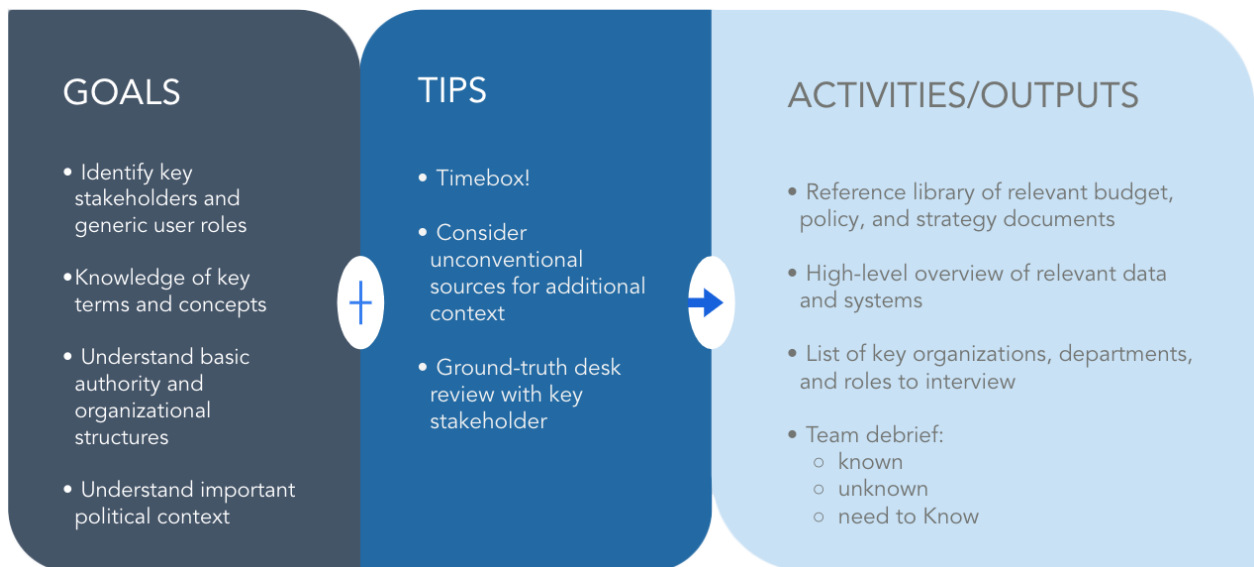 GOALS
• Identify key
stakeholders and
generic user roles
•Knowledge of key
terms and concepts
• Understand basic
authority and
organizational
structures
• Understand important
political context
TIPS
• Timebox!
• Consider
unconventional
sources for additional
context
• Ground-truth desk
review with key
stakeholder
ACTIVITIES/OUTPUTS
• Reference library of relevant budget,
policy, and strategy documents
• High-level overview of relevant data
and systems
• List of key organizations, departments,
and roles to interview
• Team debrief:
○ known
○ unknown
○ need to Know